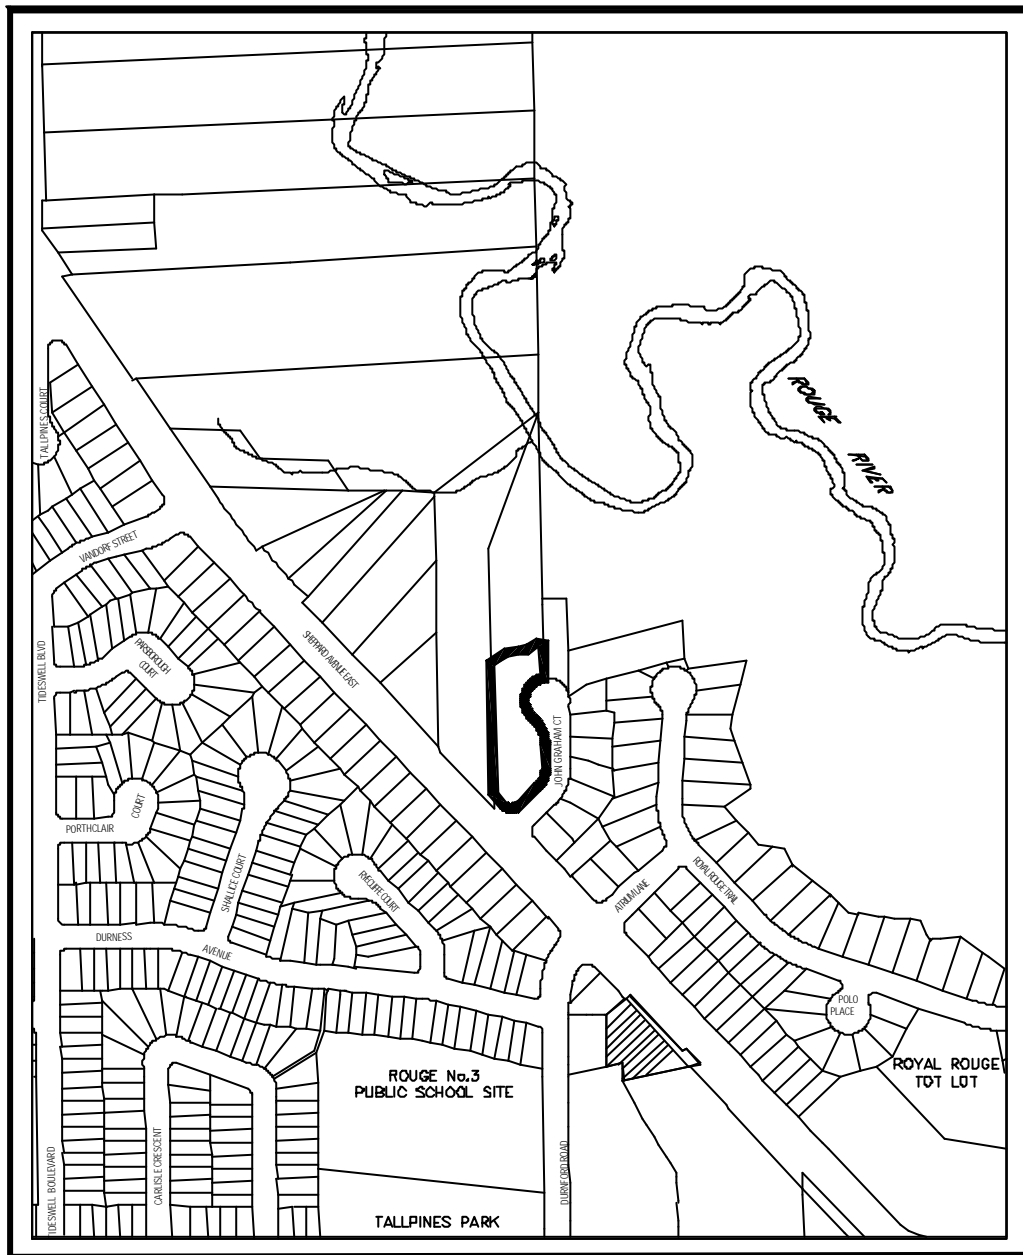 ROUGE
RIVER
TALLPINES COURT
VANDORF STREET
TIDESWELL BLVD
PARSBOROUGH
COURT
SHEPPARD AVENUE EAST
JOHN GRAHAM CT
PORTHCLAIR
COURT
SHALLICE COURT
RYECLIFFE COURT
ATRIUM LANE
ROYAL ROUGE TRAIL
DURNESS
AVENUE
POLO
PLACE
ROYAL ROUGE
TOT LOT
ROUGE No.3
PUBLIC SCHOOL SITE
TIDESWELL BOULEVARD
CARLISLE CRESCENT
DURNFORD ROAD
TALLPINES PARK